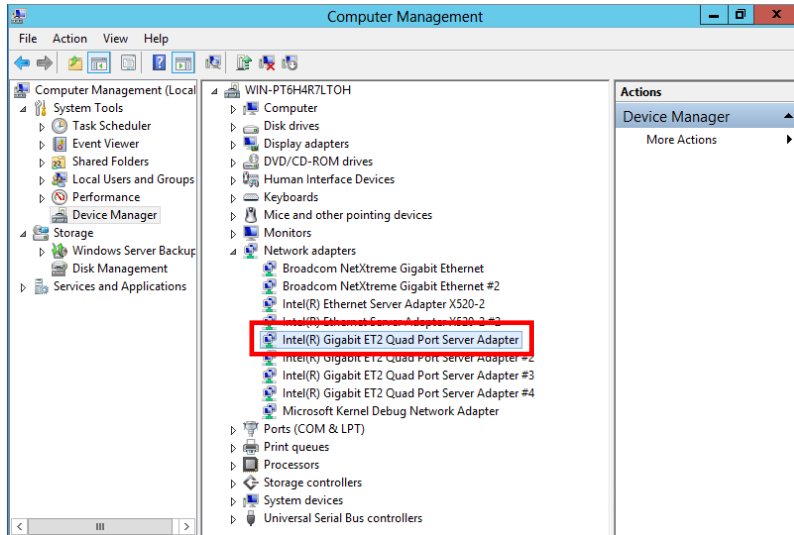 Computer Management
File Action View Help
Computer Management (Local
System Tools
Task Scheduler
Event Viewer
Shared Folders
Local Users and Groups
Performance
Device Manager
Storage
Windows Server Backup
Disk Management
Services and Applications
WIN-PT6H4R7LTOH
Computer
Disk drives
Display adapters
DVD/CD-ROM drives
Human Interface Devices
Keyboards
Mice and other pointing devices
Monitors
Network adapters
Broadcom NetXtreme Gigabit Ethernet
Broadcom NetXtreme Gigabit Ethernet #2
Intel(R) Ethernet Server Adapter X520-2
Intel(R) Ethernet Server Adapter X520-2 #2
Intel(R) Gigabit ET2 Quad Port Server Adapter
Intel(R) Gigabit ET2 Quad Port Server Adapter #2
Intel(R) Gigabit ET2 Quad Port Server Adapter #3
Intel(R) Gigabit ET2 Quad Port Server Adapter #4
Microsoft Kernel Debug Network Adapter
Ports (COM & LPT)
Print queues
Processors
Storage controllers
System devices
Universal Serial Bus controllers
Actions
Device Manager
More Actions